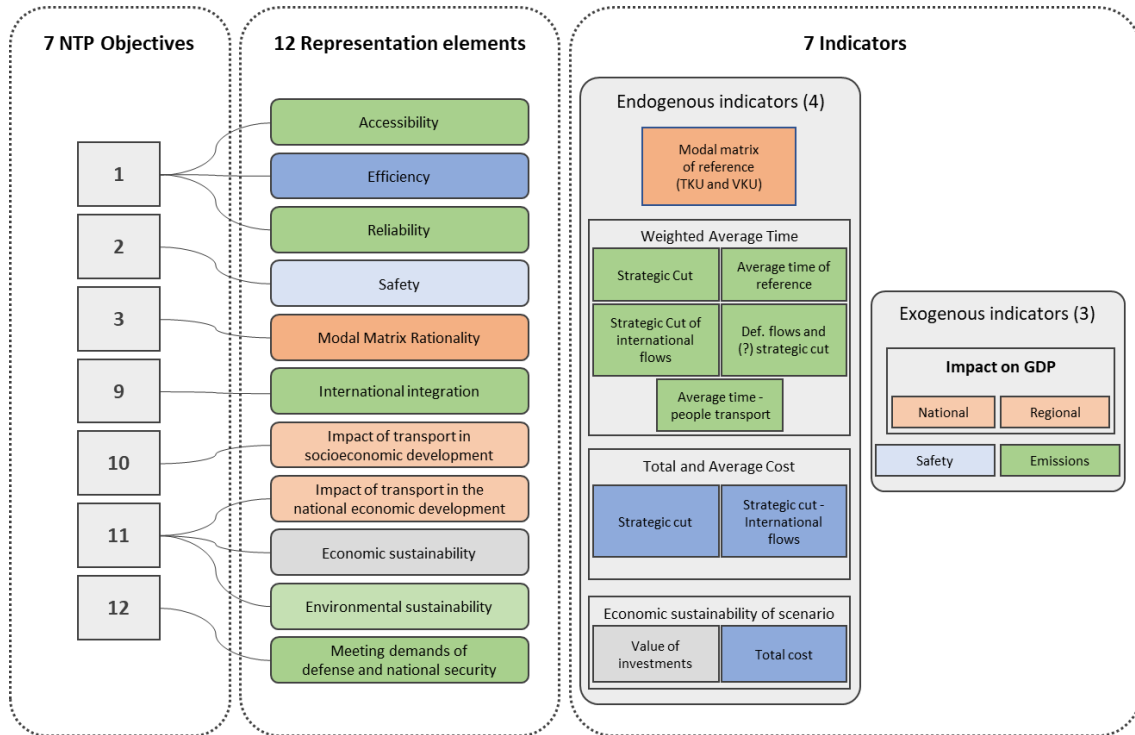 7 NTP Objectives
12 Representation elements
7 Indicators
1
2
3
9
10
11
12
Accessibility
Efficiency
Reliability
Safety
Modal Matrix Rationality
International integration
Impact of transport in
socioeconomic development
Impact of transport in the
national economic development
Economic sustainability
Environmental sustainability
Meeting demands of
defense and national security
Endogenous indicators (4)
Modal matrix
of reference
(TKU and VKU)
Weighted Average Time
Strategic Cut
Average time of
reference
Strategic Cut of
international
flows
Def. flows and
(?) strategic cut
Average time -
people transport
Total and Average Cost
Strategic cut
Strategic cut -
International
flows
Economic sustainability of scenario
Value of
investments
Total cost
Exogenous indicators (3)
Impact on GDP
National
Regional
Safety
Emissions